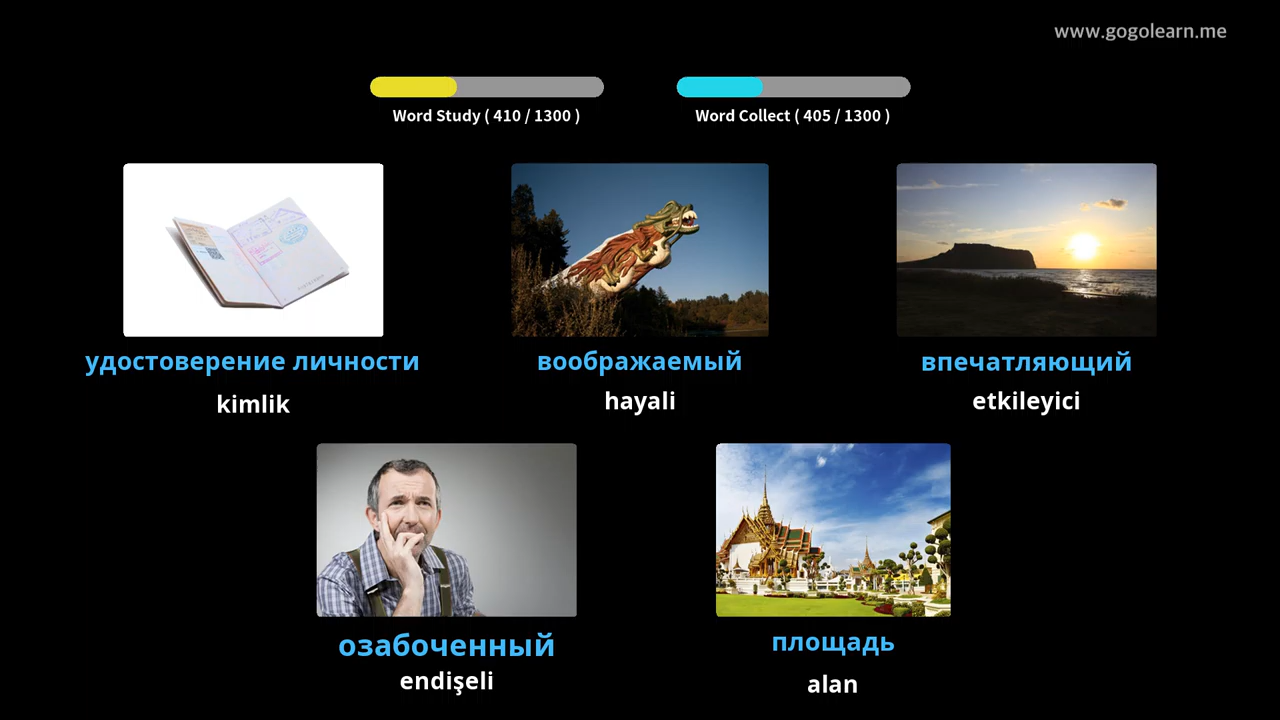 www.gogolearn.me
Word Study ( 410 / 1300 )
Word Collect ( 405 / 1300 )
удостоверение личности
kimlik
воображаемый
hayali
впечатляющий
etkileyici
озабоченный
endişeli
площадь
alan